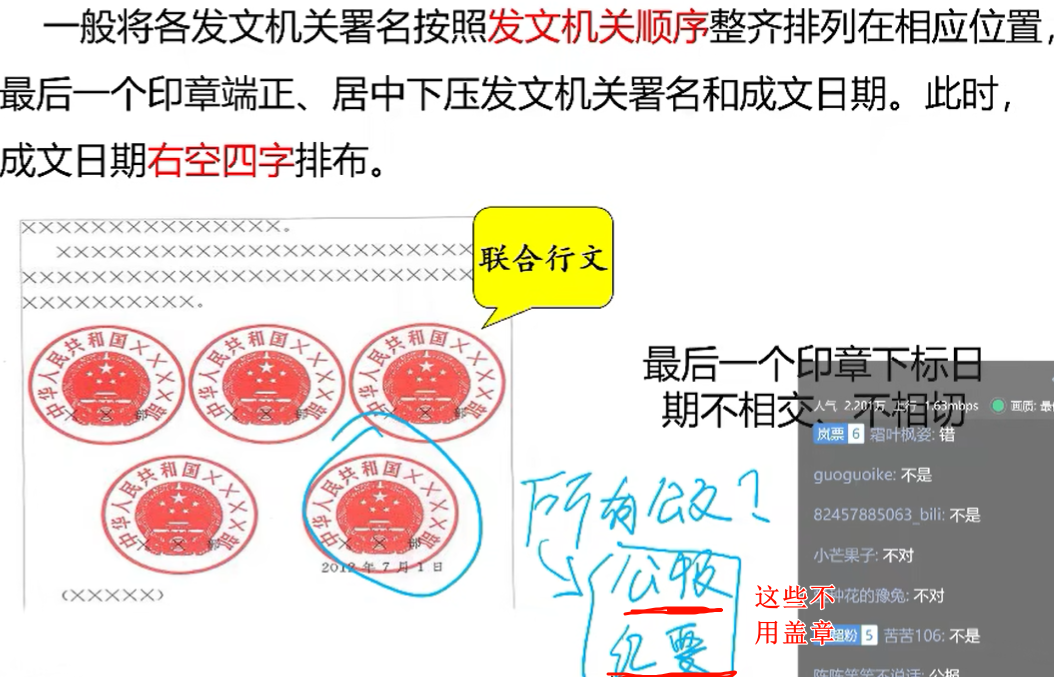 一般将各发文机关署名按照发文机关顺序整齐排列在相应位置，
最后一个印章端正、居中下压发文机关署名和成文日期。此时，
成文日期右空四字排布。
×××××××××××××××××。
联合行文
××××××××××××。
中华人民共和国××××部
中华人民共和国××××部
中华人民共和国××××部
中华人民共和国××××部
中华人民共和国××××部
2012年7月1日
（×××××）
最后一个印章下标日
期不相交、不相切
所有公文？
公报
纪要
这些不
用盖章
人气 2.201万 上行 1.63mbps 画质:
岚票 6 霜叶枫姿: 错
guoguoike: 不是
82457885063_bili: 不是
小芒果子: 不对
种花的豫兔: 不对
超粉 5 苦苦106: 不是